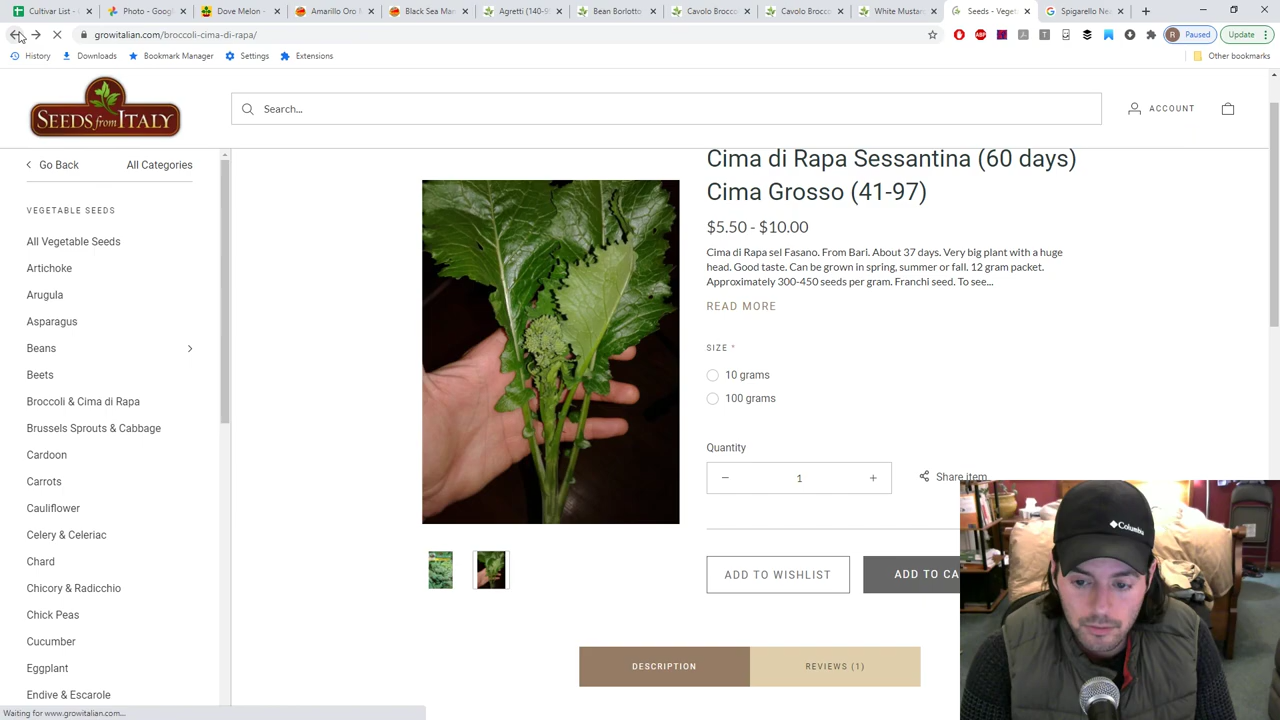 Cultivar List -
Photo - Goog
Dove Melon -
Amarillo Oro M
Black Sea Man
Agretti (140-9
Bean Borlotto
Cavolo Brocco
Cavolo Brocco
White Mustar
Seeds - Veget
Spigarello Ne
growitalian.com/broccoli-cima-di-rapa/
ABP
R Paused
Update
History Downloads Bookmark Manager Settings Extensions Other bookmarks
SEEDS from ITALY
Search...
ACCOUNT
Go Back All Categories
VEGETABLE SEEDS
All Vegetable Seeds
Artichoke
Arugula
Asparagus
Beans
Beets
Broccoli & Cima di Rapa
Brussels Sprouts & Cabbage
Cardoon
Carrots
Cauliflower
Celery & Celeriac
Chard
Chicory & Radicchio
Chick Peas
Cucumber
Eggplant
Endive & Escarole
Cima di Rapa Sessantina (60 days)
Cima Grosso (41-97)
$5.50 - $10.00
Cima di Rapa sel Fasano. From Bari. About 37 days. Very big plant with a huge
head. Good taste. Can be grown in spring, summer or fall. 12 gram packet.
Approximately 300-450 seeds per gram. Franchi seed. To see...
READ MORE
SIZE *
10 grams
100 grams
Quantity
− 1 +
Share item
ADD TO WISHLIST
ADD TO CA
DESCRIPTION
REVIEWS (1)
Columbia
Waiting for www.growitalian.com...